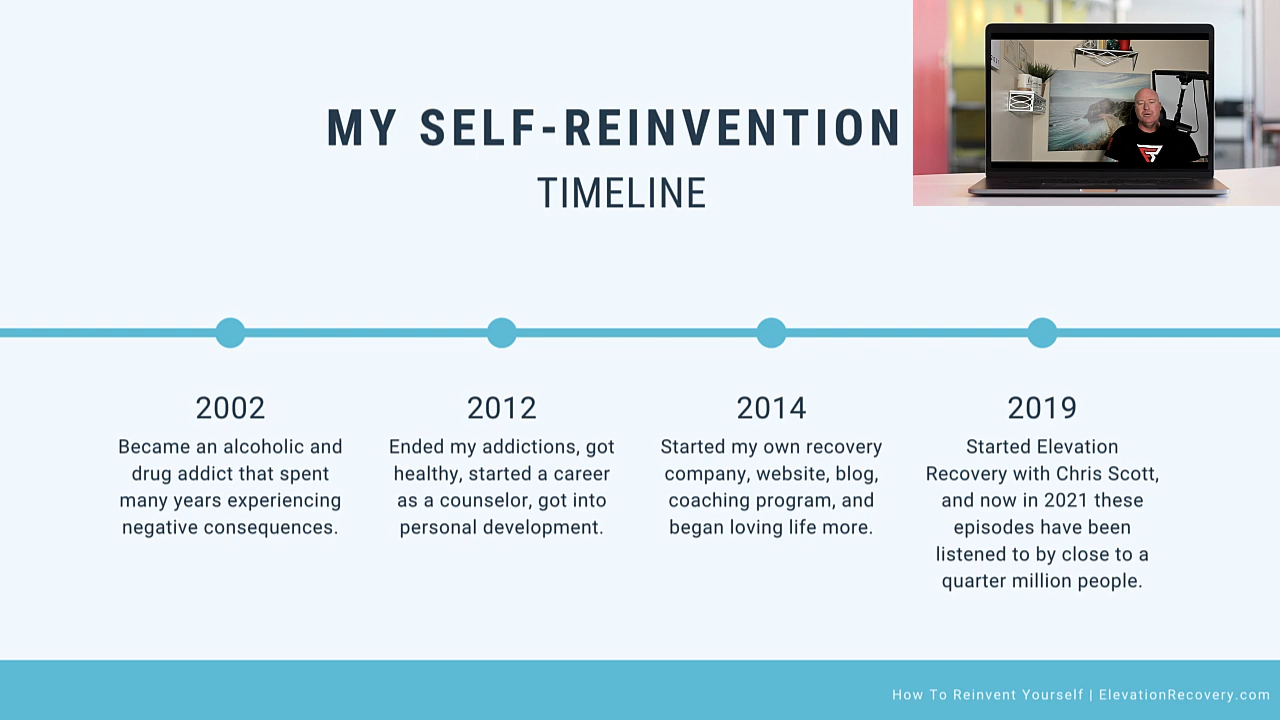 MY SELF-REINVENTION
TIMELINE
2002
Became an alcoholic and
drug addict that spent
many years experiencing
negative consequences.
2012
Ended my addictions, got
healthy, started a career
as a counselor, got into
personal development.
2014
Started my own recovery
company, website, blog,
coaching program, and
began loving life more.
2019
Started Elevation
Recovery with Chris Scott,
and now in 2021 these
episodes have been
listened to by close to a
quarter million people.
How To Reinvent Yourself | ElevationRecovery.com